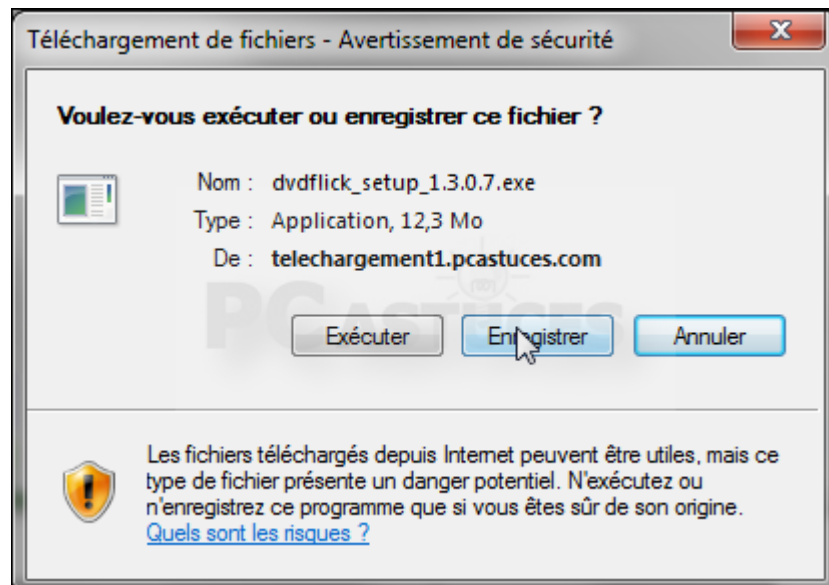 Téléchargement de fichiers - Avertissement de sécurité
Voulez-vous exécuter ou enregistrer ce fichier ?
Nom : dvdflick_setup_1.3.0.7.exe
Type : Application, 12,3 Mo
De : telechargement1.pcastuces.com
PC ASTUCES
Exécuter Enregistrer Annuler
Les fichiers téléchargés depuis Internet peuvent être utiles, mais ce
type de fichier présente un danger potentiel. N'exécutez ou
n'enregistrez ce programme que si vous êtes sûr de son origine.
Quels sont les risques ?